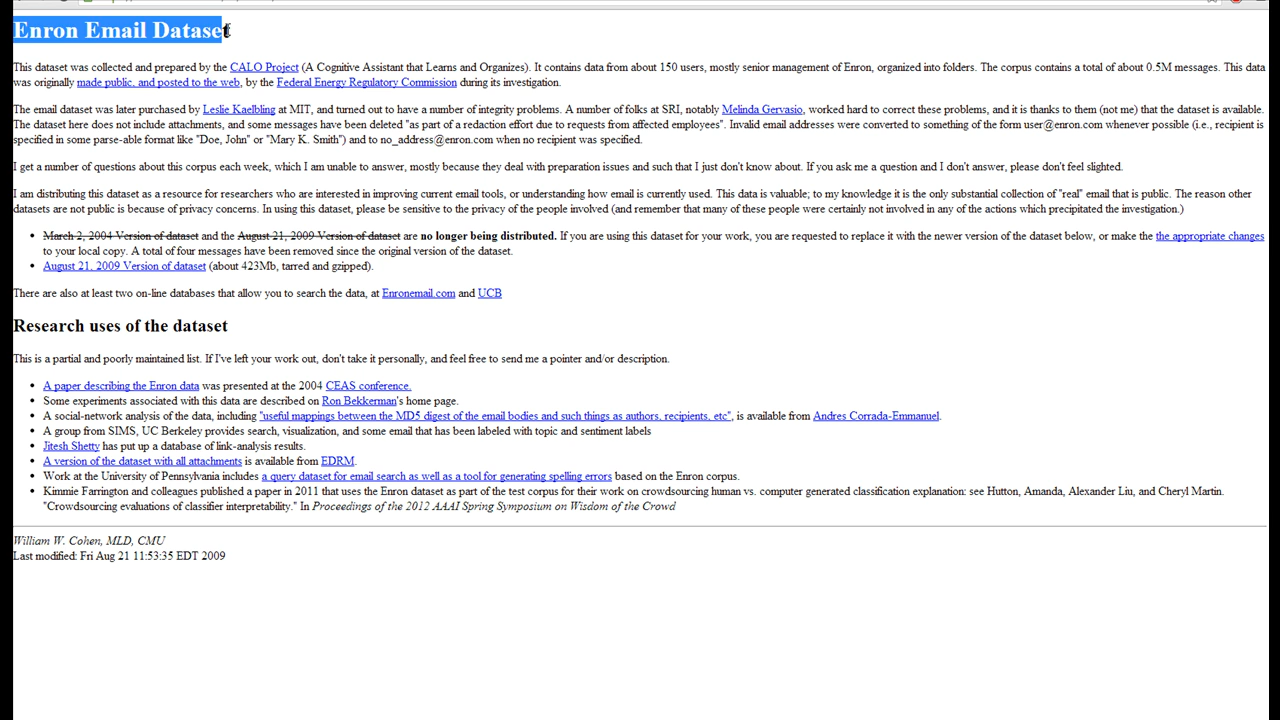 Enron Email Dataset
This dataset was collected and prepared by the CALO Project (A Cognitive Assistant that Learns and Organizes). It contains data from about 150 users, mostly senior management of Enron, organized into folders. The corpus contains a total of about 0.5M messages. This data
was originally made public, and posted to the web, by the Federal Energy Regulatory Commission during its investigation.
The email dataset was later purchased by Leslie Kaelbling at MIT, and turned out to have a number of integrity problems. A number of folks at SRI, notably Melinda Gervasio, worked hard to correct these problems, and it is thanks to them (not me) that the dataset is available.
The dataset here does not include attachments, and some messages have been deleted "as part of a redaction effort due to requests from affected employees". Invalid email addresses were converted to something of the form user@enron.com whenever possible (i.e., recipient is
specified in some parse-able format like "Doe, John" or "Mary K. Smith") and to no_address@enron.com when no recipient was specified.
I get a number of questions about this corpus each week, which I am unable to answer, mostly because they deal with preparation issues and such that I just don't know about. If you ask me a question and I don't answer, please don't feel slighted.
I am distributing this dataset as a resource for researchers who are interested in improving current email tools, or understanding how email is currently used. This data is valuable; to my knowledge it is the only substantial collection of "real" email that is public. The reason other
datasets are not public is because of privacy concerns. In using this dataset, please be sensitive to the privacy of the people involved (and remember that many of these people were certainly not involved in any of the actions which precipitated the investigation.)
• March 2, 2004 Version of dataset and the August 21, 2009 Version of dataset are no longer being distributed. If you are using this dataset for your work, you are requested to replace it with the newer version of the dataset below, or make the the appropriate changes
to your local copy. A total of four messages have been removed since the original version of the dataset.
• August 21, 2009 Version of dataset (about 423Mb, tarred and gzipped).
There are also at least two on-line databases that allow you to search the data, at Enronemail.com and UCB
Research uses of the dataset
This is a partial and poorly maintained list. If I've left your work out, don't take it personally, and feel free to send me a pointer and/or description.
• A paper describing the Enron data was presented at the 2004 CEAS conference.
• Some experiments associated with this data are described on Ron Bekkerman's home page.
• A social-network analysis of the data, including "useful mappings between the MD5 digest of the email bodies and such things as authors, recipients, etc", is available from Andres Corrada-Emmanuel.
• A group from SIMS, UC Berkeley provides search, visualization, and some email that has been labeled with topic and sentiment labels
• Jitesh Shetty has put up a database of link-analysis results.
• A version of the dataset with all attachments is available from EDRM.
• Work at the University of Pennsylvania includes a query dataset for email search as well as a tool for generating spelling errors based on the Enron corpus.
• Kimmie Farrington and colleagues published a paper in 2011 that uses the Enron dataset as part of the test corpus for their work on crowdsourcing human vs. computer generated classification explanation: see Hutton, Amanda, Alexander Liu, and Cheryl Martin.
"Crowdsourcing evaluations of classifier interpretability." In Proceedings of the 2012 AAAI Spring Symposium on Wisdom of the Crowd
William W. Cohen, MLD, CMU
Last modified: Fri Aug 21 11:53:35 EDT 2009